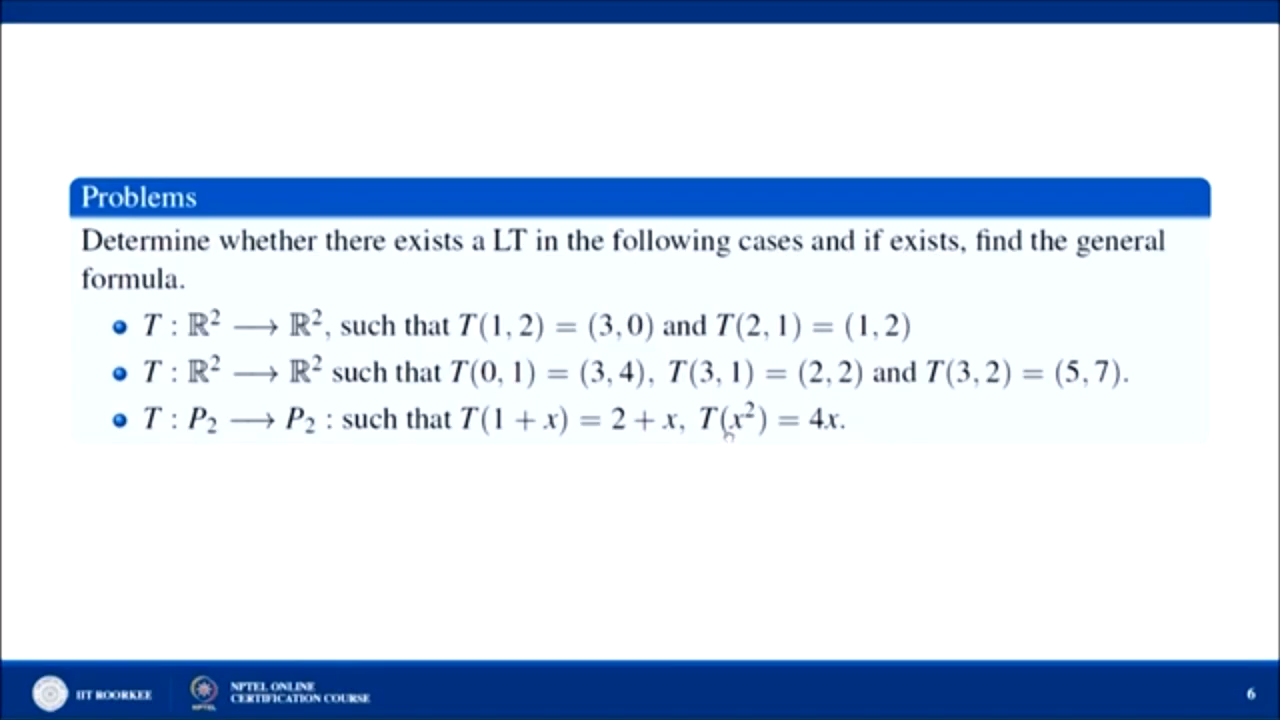 Problems
Determine whether there exists a LT in the following cases and if exists, find the general
formula.
T : ℝ² ⟶ ℝ², such that T(1, 2) = (3, 0) and T(2, 1) = (1, 2)
T : ℝ² ⟶ ℝ² such that T(0, 1) = (3, 4), T(3, 1) = (2, 2) and T(3, 2) = (5, 7).
T : P₂ ⟶ P₂ : such that T(1 + x) = 2 + x, T(x²) = 4x.
IIT ROORKEE
NPTEL
NPTEL ONLINE
CERTIFICATION COURSE
6